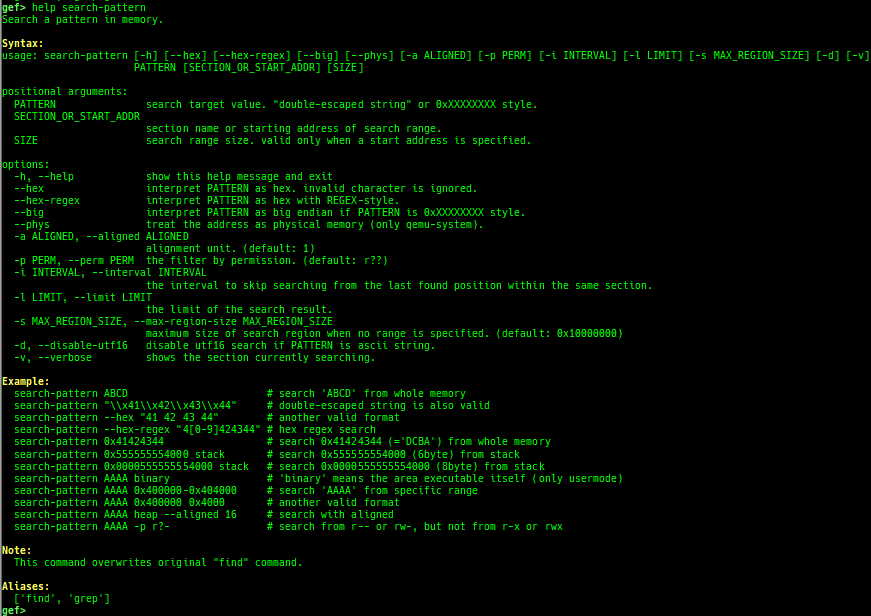 gef> help search-pattern
Search a pattern in memory.

Syntax:
usage: search-pattern [-h] [--hex] [--hex-regex] [--big] [--phys] [-a ALIGNED] [-p PERM] [-i INTERVAL] [-l LIMIT] [-s MAX_REGION_SIZE] [-d] [-v]
                      PATTERN [SECTION_OR_START_ADDR] [SIZE]

positional arguments:
  PATTERN               search target value. "double-escaped string" or 0xXXXXXXXX style.
  SECTION_OR_START_ADDR
                        section name or starting address of search range.
  SIZE                  search range size. valid only when a start address is specified.

options:
  -h, --help            show this help message and exit
  --hex                 interpret PATTERN as hex. invalid character is ignored.
  --hex-regex           interpret PATTERN as hex with REGEX-style.
  --big                 interpret PATTERN as big endian if PATTERN is 0xXXXXXXXX style.
  --phys                treat the address as physical memory (only qemu-system).
  -a ALIGNED, --aligned ALIGNED
                        alignment unit. (default: 1)
  -p PERM, --perm PERM  the filter by permission. (default: r??)
  -i INTERVAL, --interval INTERVAL
                        the interval to skip searching from the last found position within the same section.
  -l LIMIT, --limit LIMIT
                        the limit of the search result.
  -s MAX_REGION_SIZE, --max-region-size MAX_REGION_SIZE
                        maximum size of search region when no range is specified. (default: 0x10000000)
  -d, --disable-utf16   disable utf16 search if PATTERN is ascii string.
  -v, --verbose         shows the section currently searching.

Example:
  search-pattern ABCD                       # search 'ABCD' from whole memory
  search-pattern "\\x41\\x42\\x43\\x44"     # double-escaped string is also valid
  search-pattern --hex "41 42 43 44"        # another valid format
  search-pattern --hex-regex "4[0-9]424344" # hex regex search
  search-pattern 0x41424344                 # search 0x41424344 (='DCBA') from whole memory
  search-pattern 0x555555554000 stack       # search 0x555555554000 (6byte) from stack
  search-pattern 0x0000555555554000 stack   # search 0x0000555555554000 (8byte) from stack
  search-pattern AAAA binary                # 'binary' means the area executable itself (only usermode)
  search-pattern AAAA 0x400000-0x404000     # search 'AAAA' from specific range
  search-pattern AAAA 0x400000 0x4000       # another valid format
  search-pattern AAAA heap --aligned 16     # search with aligned
  search-pattern AAAA -p r?-                # search from r-- or rw-, but not from r-x or rwx

Note:
  This command overwrites original "find" command.

Aliases:
  ['find', 'grep']
gef>